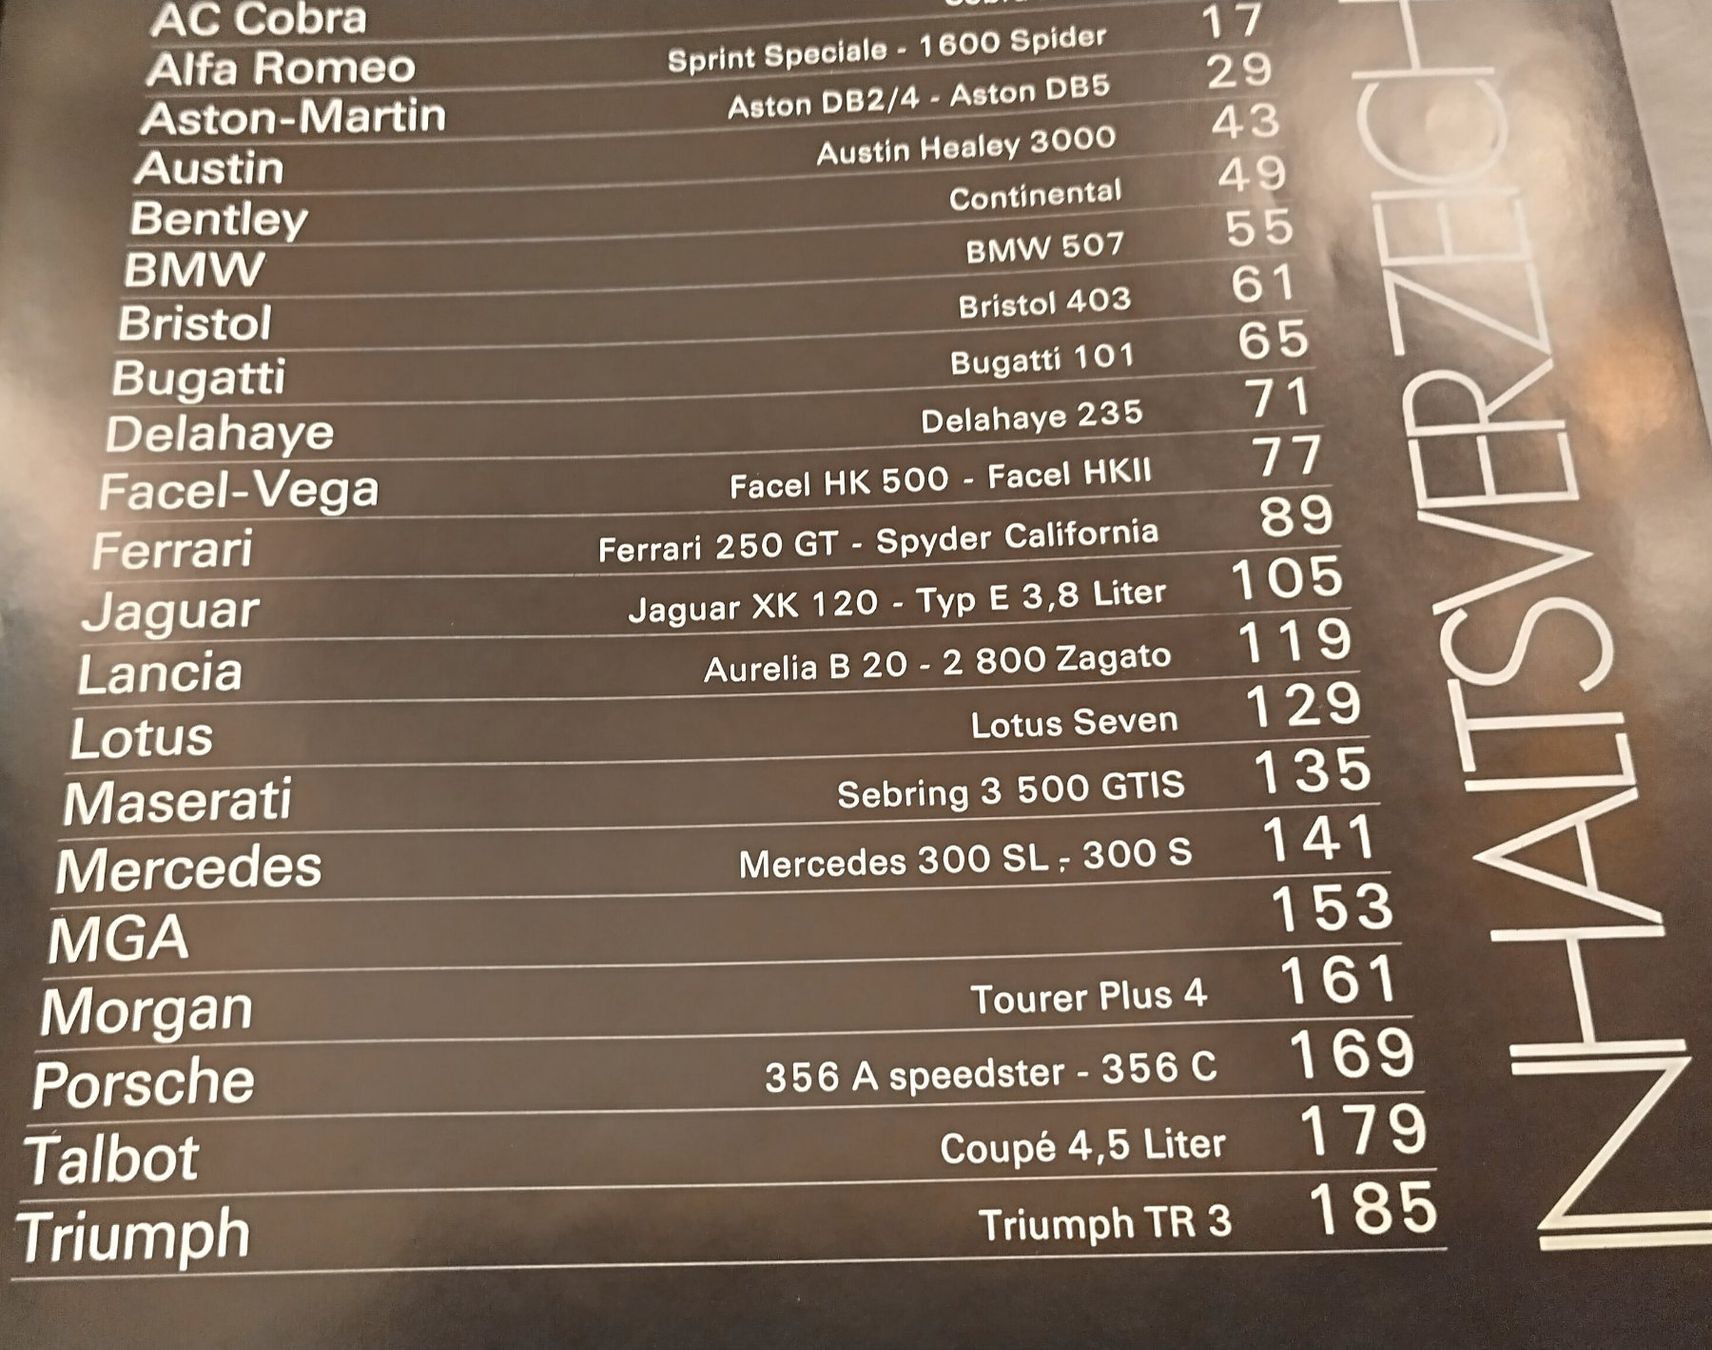 AC Cobra
Alfa Romeo Sprint Speciale - 1600 Spider 17
Aston-Martin Aston DB2/4 - Aston DB5 29
Austin Austin Healey 3000 43
Bentley Continental 49
BMW BMW 507 55
Bristol Bristol 403 61
Bugatti Bugatti 101 65
Delahaye Delahaye 235 71
Facel-Vega Facel HK 500 - Facel HKII 77
Ferrari Ferrari 250 GT - Spyder California 89
Jaguar Jaguar XK 120 - Typ E 3,8 Liter 105
Lancia Aurelia B 20 - 2 800 Zagato 119
Lotus Lotus Seven 129
Maserati Sebring 3 500 GTIS 135
Mercedes Mercedes 300 SL - 300 S 141
MGA 153
Morgan Tourer Plus 4 161
Porsche 356 A speedster - 356 C 169
Talbot Coupé 4,5 Liter 179
Triumph Triumph TR 3 185
INHALTSVERZEICH